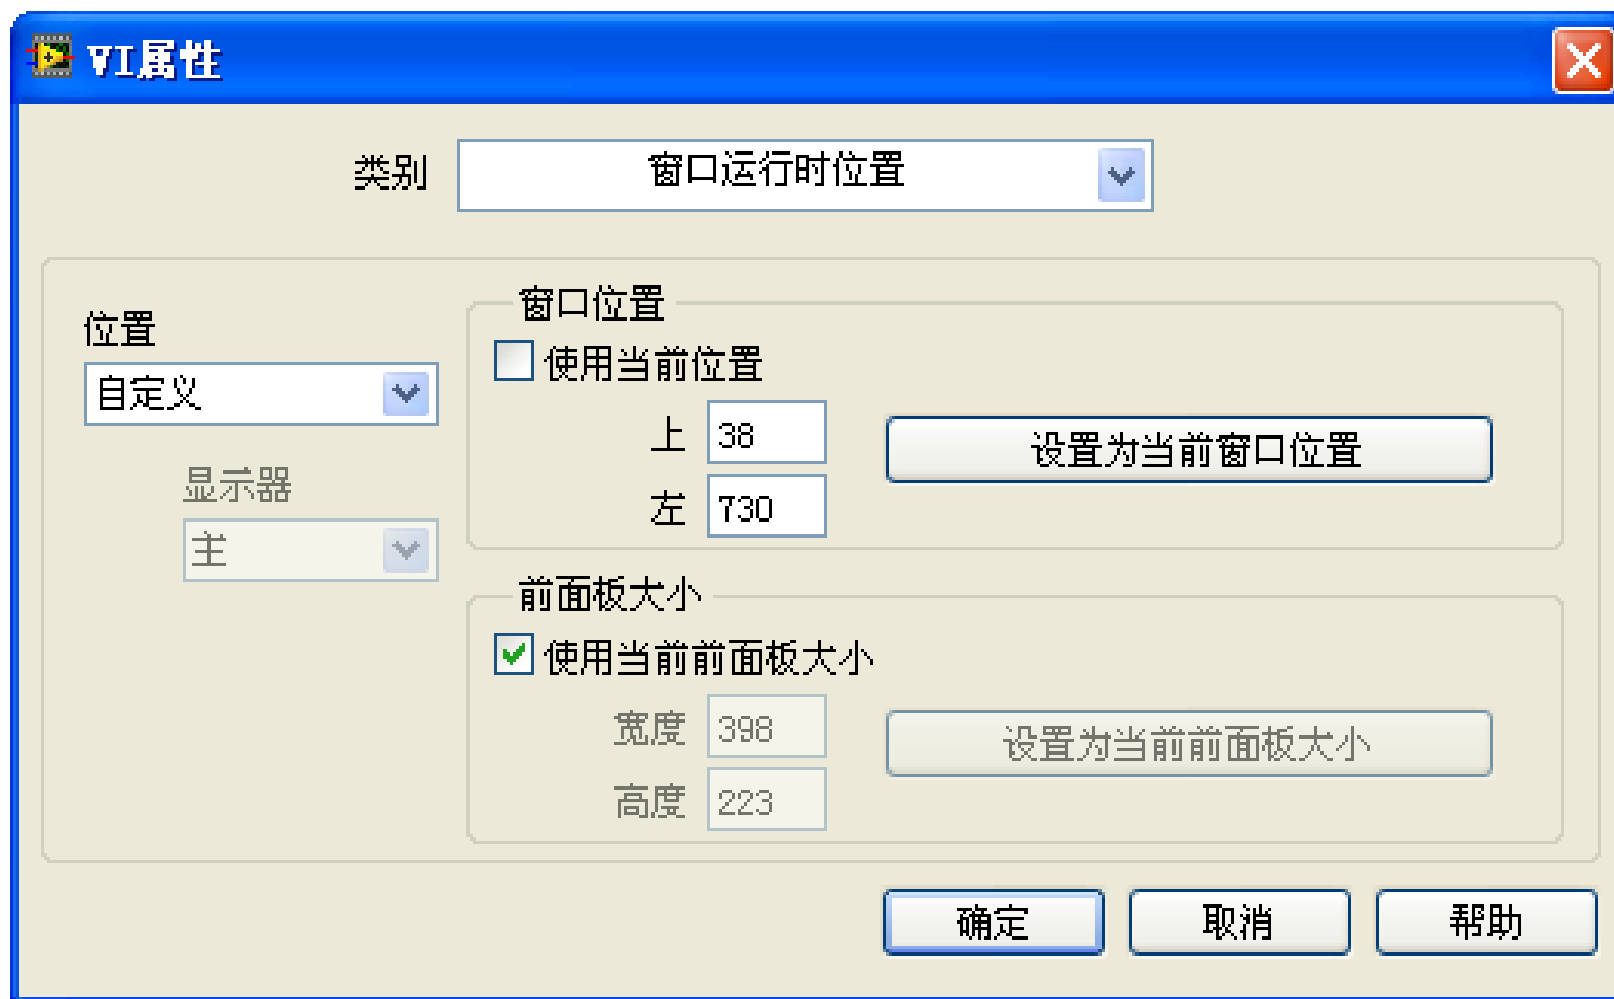 VI属性
类别 窗口运行时位置
位置
自定义
显示器
主
窗口位置
使用当前位置
上 38
左 730
设置为当前窗口位置
前面板大小
使用当前前面板大小
宽度 398
高度 223
设置为当前前面板大小
确定 取消 帮助